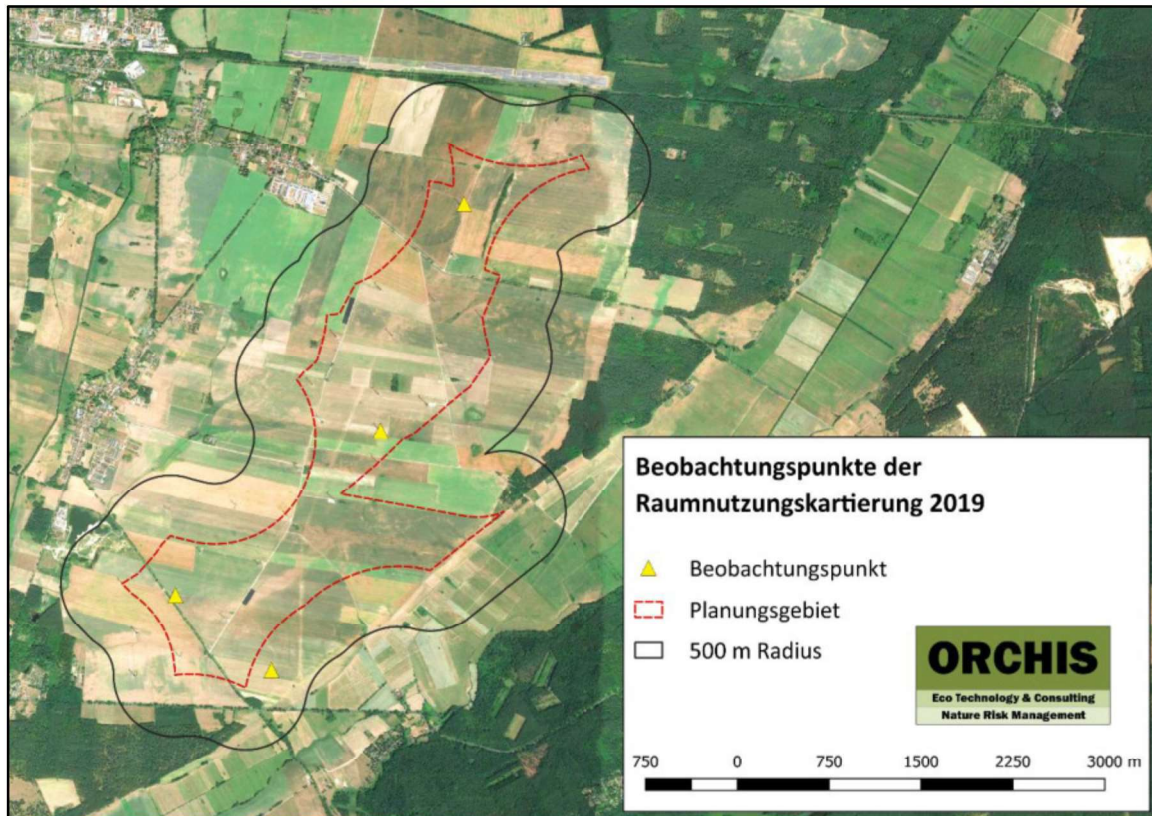 Beobachtungspunkte der
Raumnutzungskartierung 2019
Beobachtungspunkt
Planungsgebiet
500 m Radius
ORCHIS
Eco Technology & Consulting
Nature Risk Management
750 0 750 1500 2250 3000 m